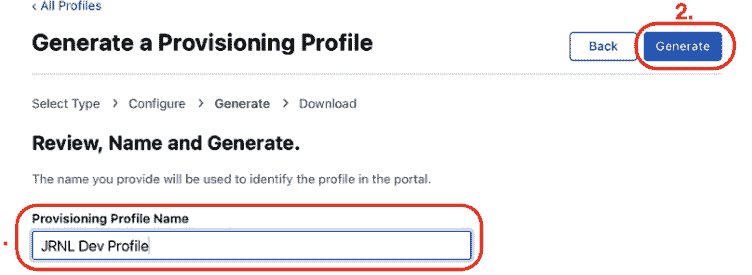 ‹ All Profiles
2.
Generate a Provisioning Profile
Back
Generate
Select Type › Configure › Generate › Download
Review, Name and Generate.
The name you provide will be used to identify the profile in the portal.
Provisioning Profile Name
JRNL Dev Profile